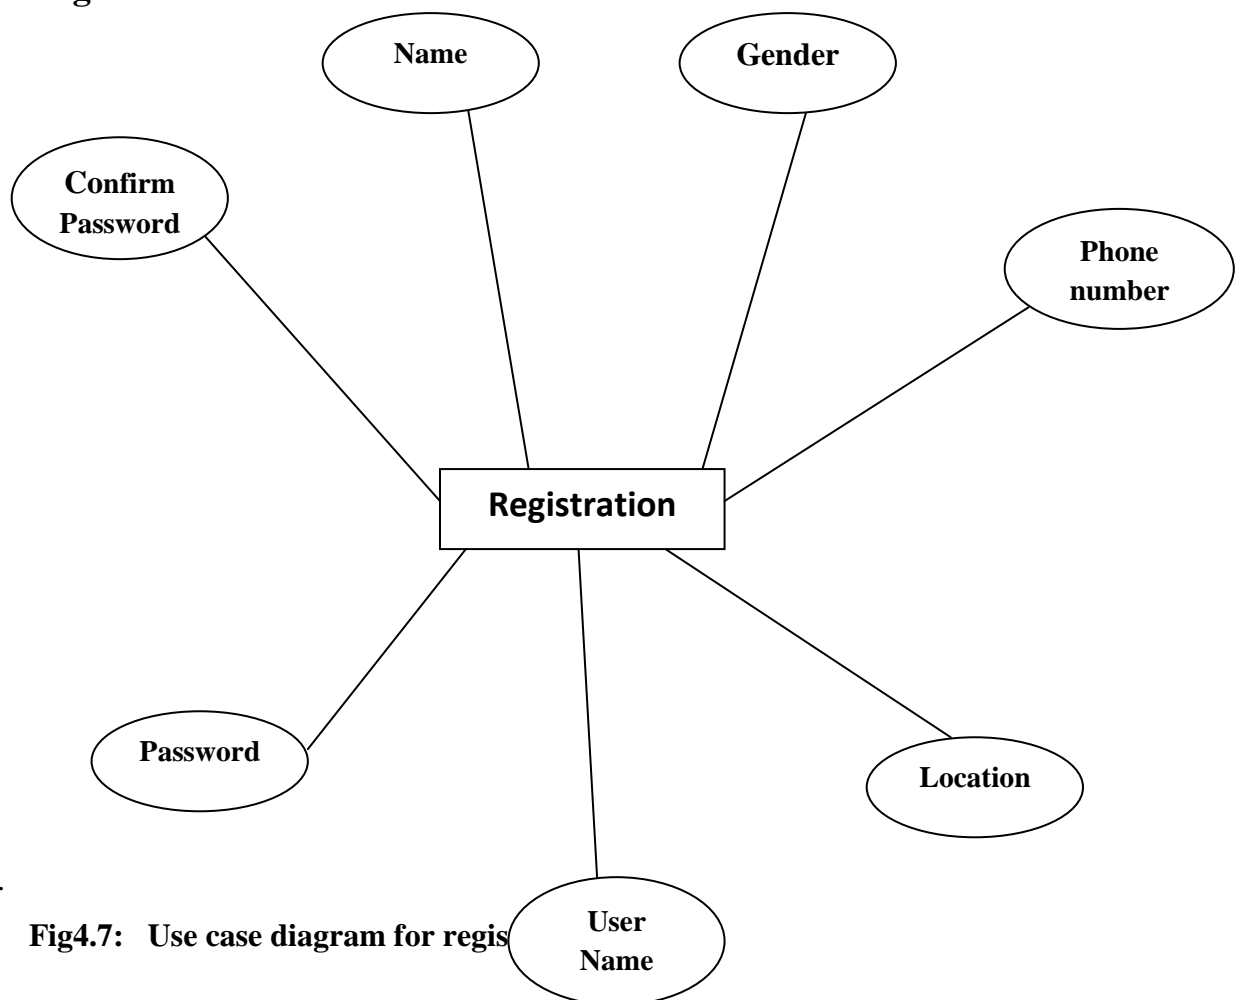 Name
Gender
Confirm
Password
Phone
number
Registration
Password
Location
.
Fig4.7: Use case diagram for regis
User
Name